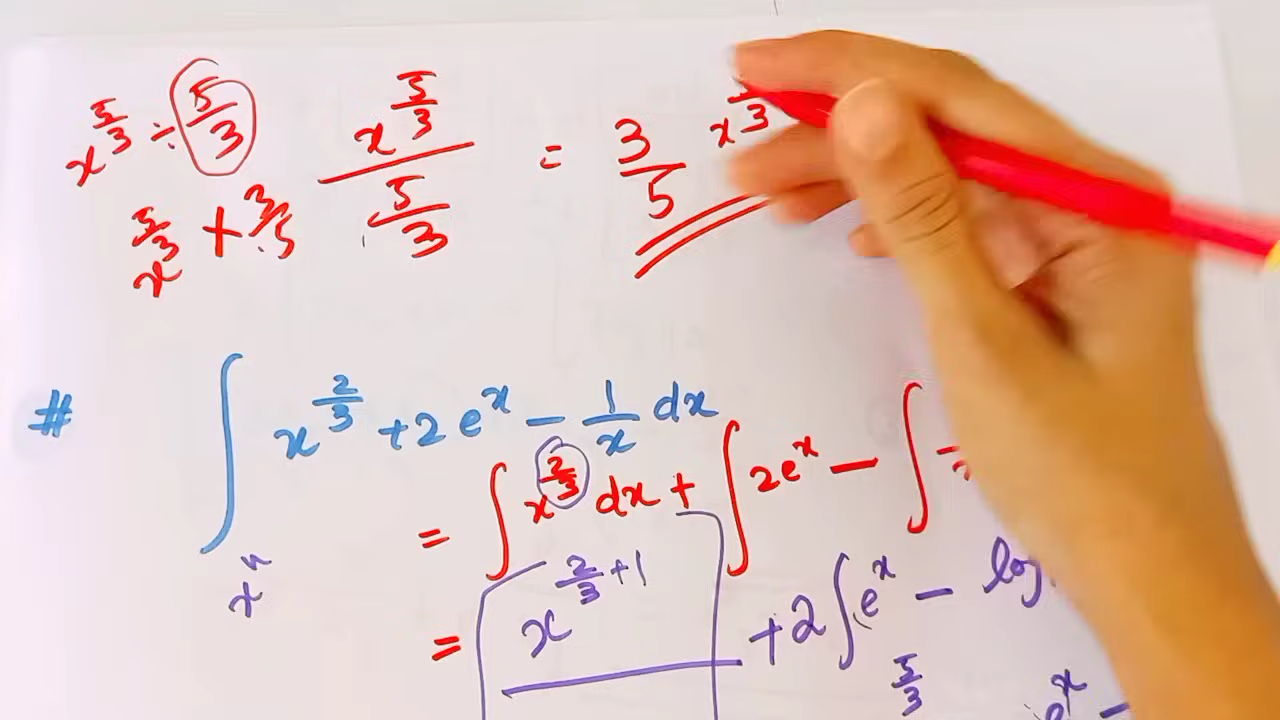 x^{5/3} ÷ 5/3
x^{5/3} × 3/5
x^{5/3} / (5/3) = 3/5 x^{5/3}
# ∫ x^{2/3} + 2e^x - 1/x dx
= ∫ x^{2/3} dx + ∫ 2e^x - ∫
x^n
= x^{2/3 + 1} + 2∫e^x - log
5/3
e^x -